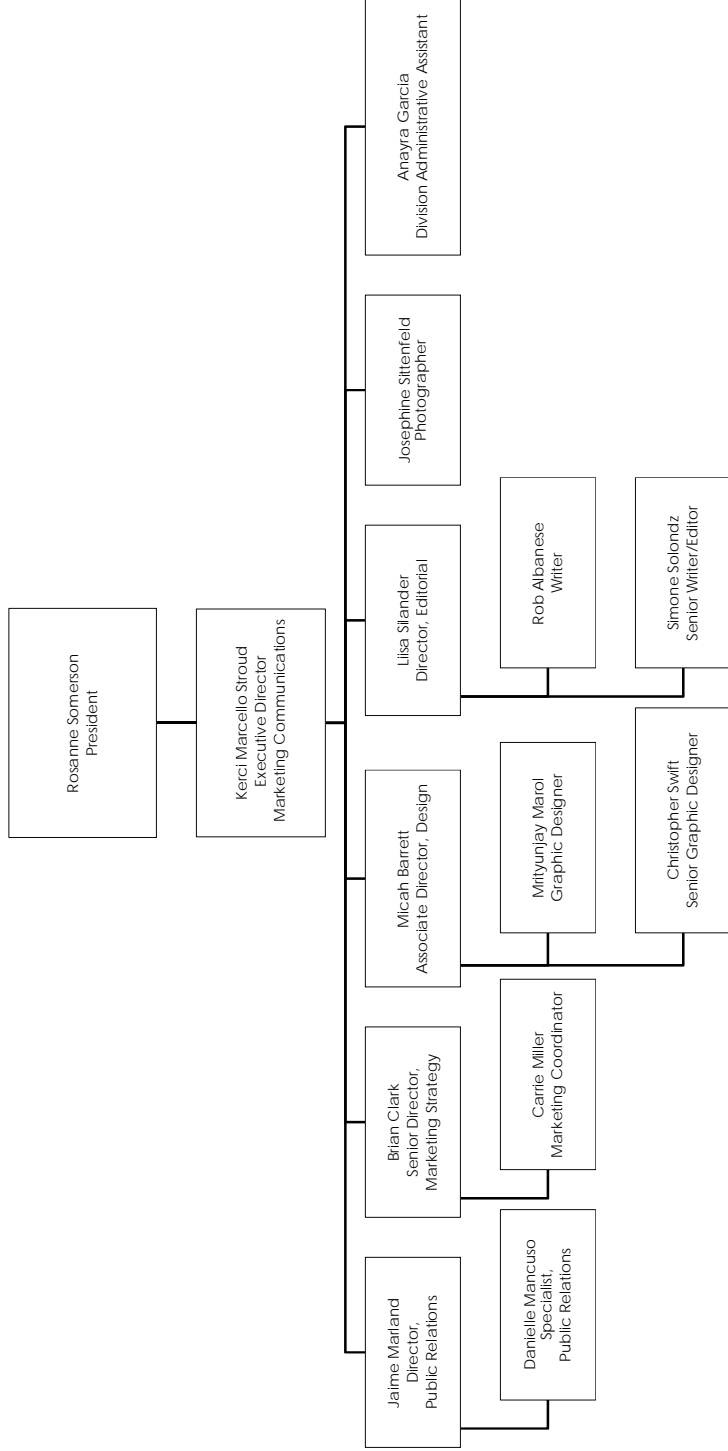 Rosanne Somerson
President
Kerci Marcello Stroud
Executive Director
Marketing Communications
Jaime Marland
Director,
Public Relations
Danielle Mancuso
Specialist,
Public Relations
Brian Clark
Senior Director,
Marketing Strategy
Carrie Miller
Marketing Coordinator
Micah Barrett
Associate Director, Design
Mrityunjay Marol
Graphic Designer
Christopher Swift
Senior Graphic Designer
Liisa Silander
Director, Editorial
Rob Albanese
Writer
Simone Solondz
Senior Writer/Editor
Josephine Sittenfeld
Photographer
Anayra Garcia
Division Administrative Assistant